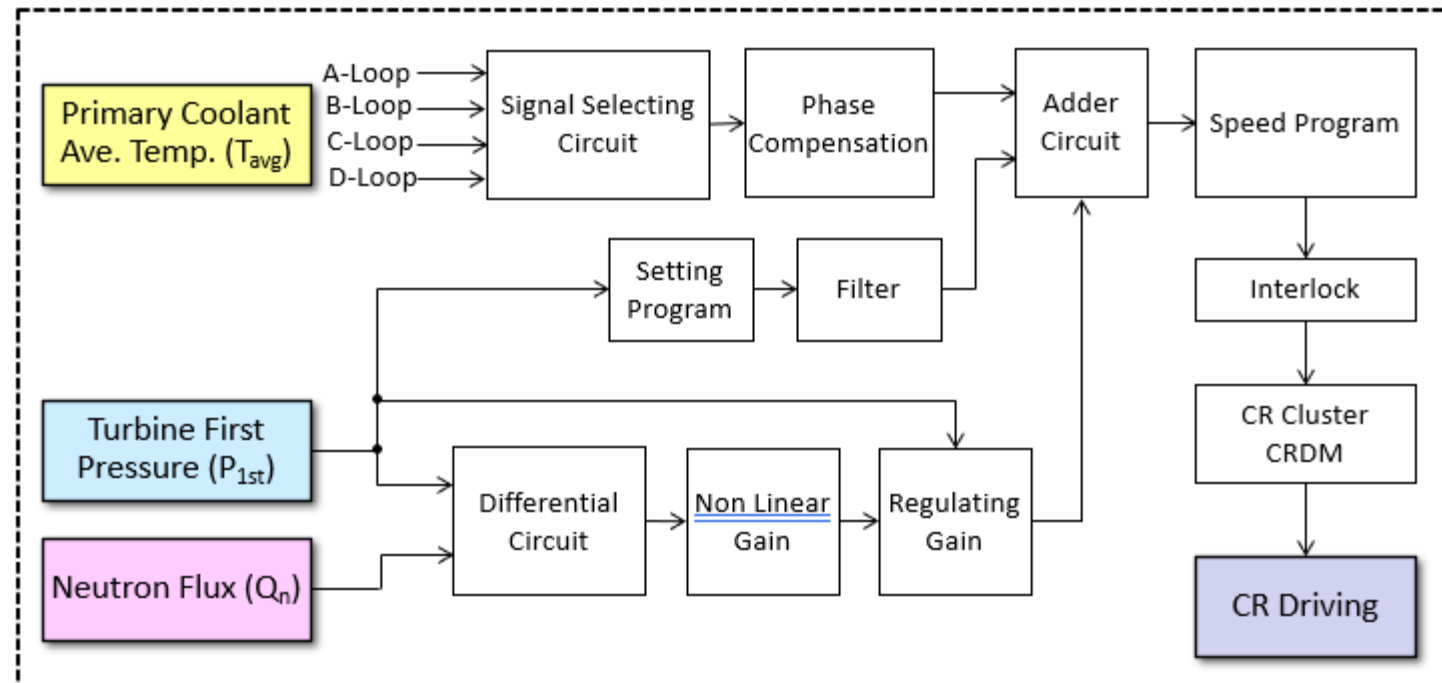 Primary Coolant
Ave. Temp. (Tavg)
A-Loop
B-Loop
C-Loop
D-Loop
Signal Selecting
Circuit
Phase
Compensation
Adder
Circuit
Speed Program
Setting
Program
Filter
Interlock
Turbine First
Pressure (P1st)
CR Cluster
CRDM
Differential
Circuit
Non Linear
Gain
Regulating
Gain
Neutron Flux (Qn)
CR Driving